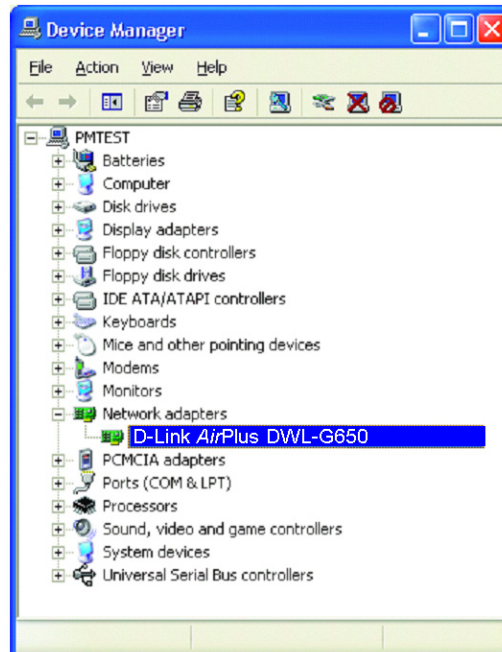 Device Manager
File Action View Help
PMTEST
Batteries
Computer
Disk drives
Display adapters
Floppy disk controllers
Floppy disk drives
IDE ATA/ATAPI controllers
Keyboards
Mice and other pointing devices
Modems
Monitors
Network adapters
D-Link AirPlus DWL-G650
PCMCIA adapters
Ports (COM & LPT)
Processors
Sound, video and game controllers
System devices
Universal Serial Bus controllers